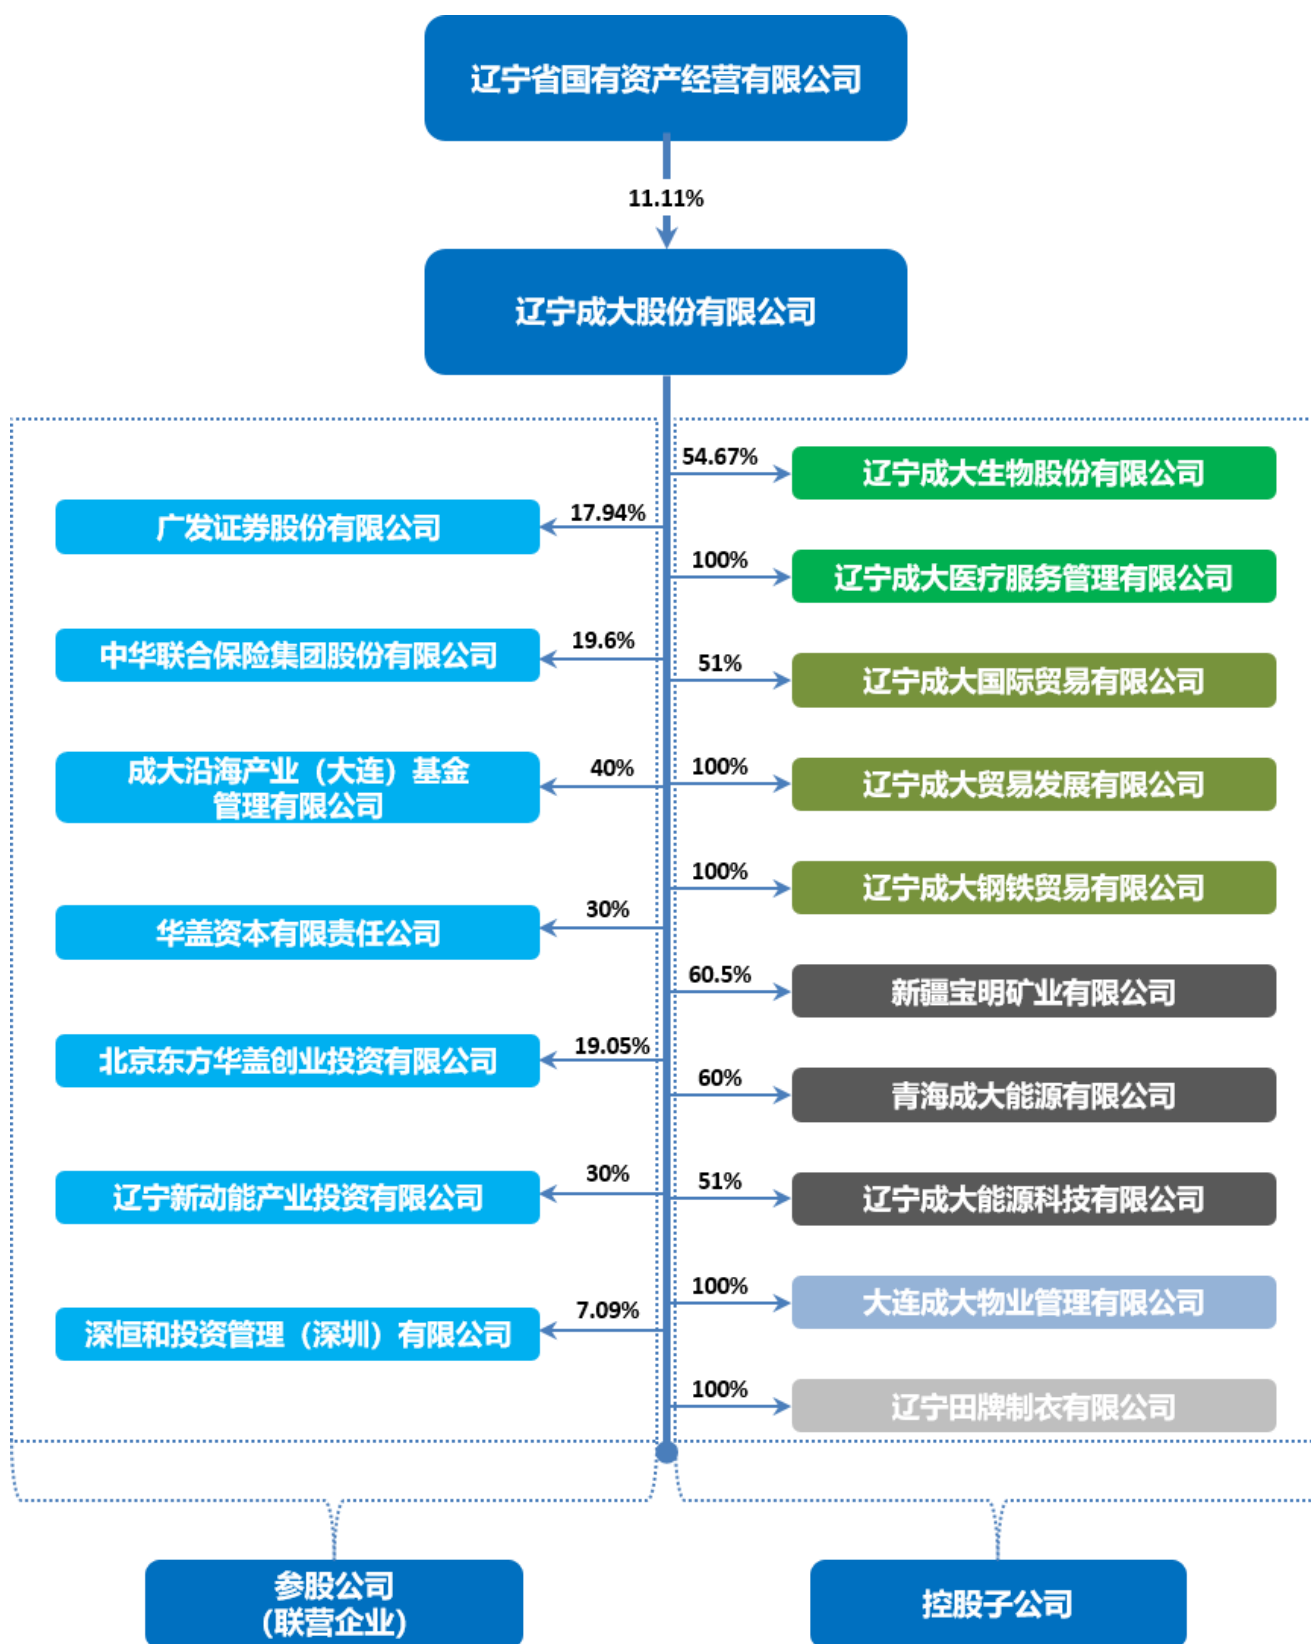 辽宁省国有资产经营有限公司
11.11%
辽宁成大股份有限公司
54.67%
辽宁成大生物股份有限公司
17.94%
广发证券股份有限公司
100%
辽宁成大医疗服务管理有限公司
19.6%
中华联合保险集团股份有限公司
51%
辽宁成大国际贸易有限公司
40%
成大沿海产业（大连）基金
管理有限公司
100%
辽宁成大贸易发展有限公司
100%
辽宁成大钢铁贸易有限公司
30%
华盖资本有限责任公司
60.5%
新疆宝明矿业有限公司
19.05%
北京东方华盖创业投资有限公司
60%
青海成大能源有限公司
30%
辽宁新动能产业投资有限公司
51%
辽宁成大能源科技有限公司
100%
大连成大物业管理有限公司
7.09%
深恒和投资管理（深圳）有限公司
100%
辽宁田牌制衣有限公司
参股公司
（联营企业）
控股子公司